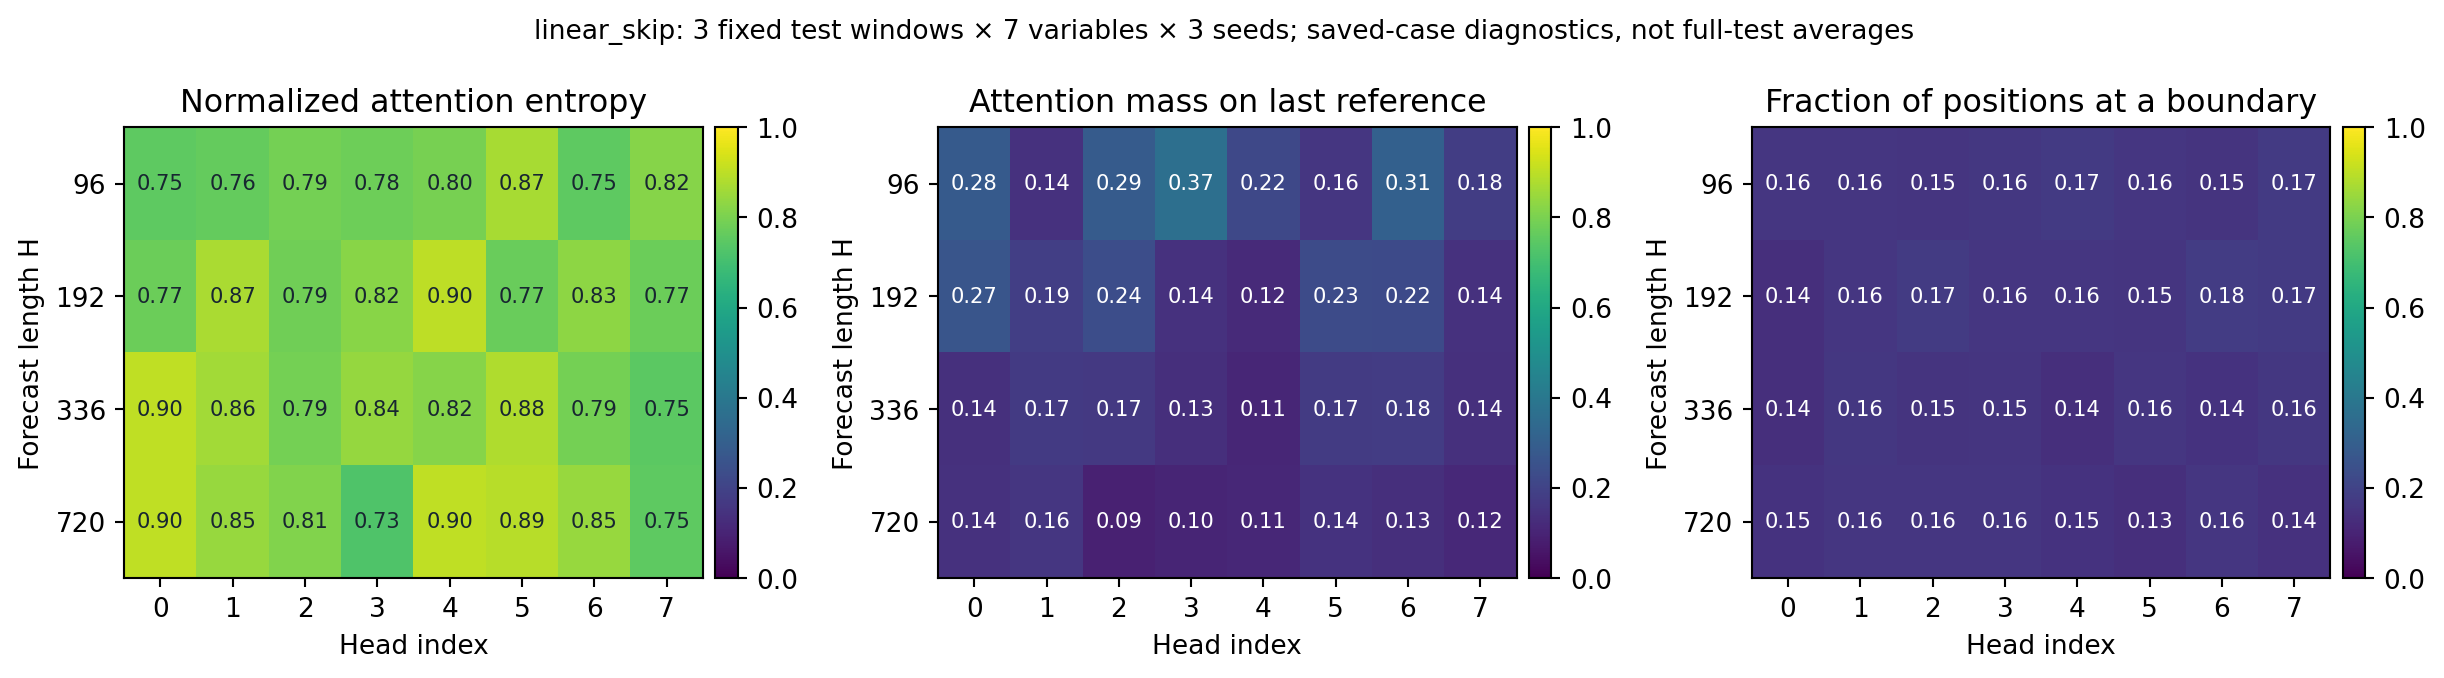 linear_skip: 3 fixed test windows × 7 variables × 3 seeds; saved-case diagnostics, not full-test averages
Normalized attention entropy
Forecast length H
96
0.75 0.76 0.79 0.78 0.80 0.87 0.75 0.82
192
0.77 0.87 0.79 0.82 0.90 0.77 0.83 0.77
336
0.90 0.86 0.79 0.84 0.82 0.88 0.79 0.75
720
0.90 0.85 0.81 0.73 0.90 0.89 0.85 0.75
0 1 2 3 4 5 6 7
Head index
1.0
0.8
0.6
0.4
0.2
0.0
Attention mass on last reference
Forecast length H
96
0.28 0.14 0.29 0.37 0.22 0.16 0.31 0.18
192
0.27 0.19 0.24 0.14 0.12 0.23 0.22 0.14
336
0.14 0.17 0.17 0.13 0.11 0.17 0.18 0.14
720
0.14 0.16 0.09 0.10 0.11 0.14 0.13 0.12
0 1 2 3 4 5 6 7
Head index
1.0
0.8
0.6
0.4
0.2
0.0
Fraction of positions at a boundary
Forecast length H
96
0.16 0.16 0.15 0.16 0.17 0.16 0.15 0.17
192
0.14 0.16 0.17 0.16 0.16 0.15 0.18 0.17
336
0.14 0.16 0.15 0.15 0.14 0.16 0.14 0.16
720
0.15 0.16 0.16 0.16 0.15 0.13 0.16 0.14
0 1 2 3 4 5 6 7
Head index
1.0
0.8
0.6
0.4
0.2
0.0